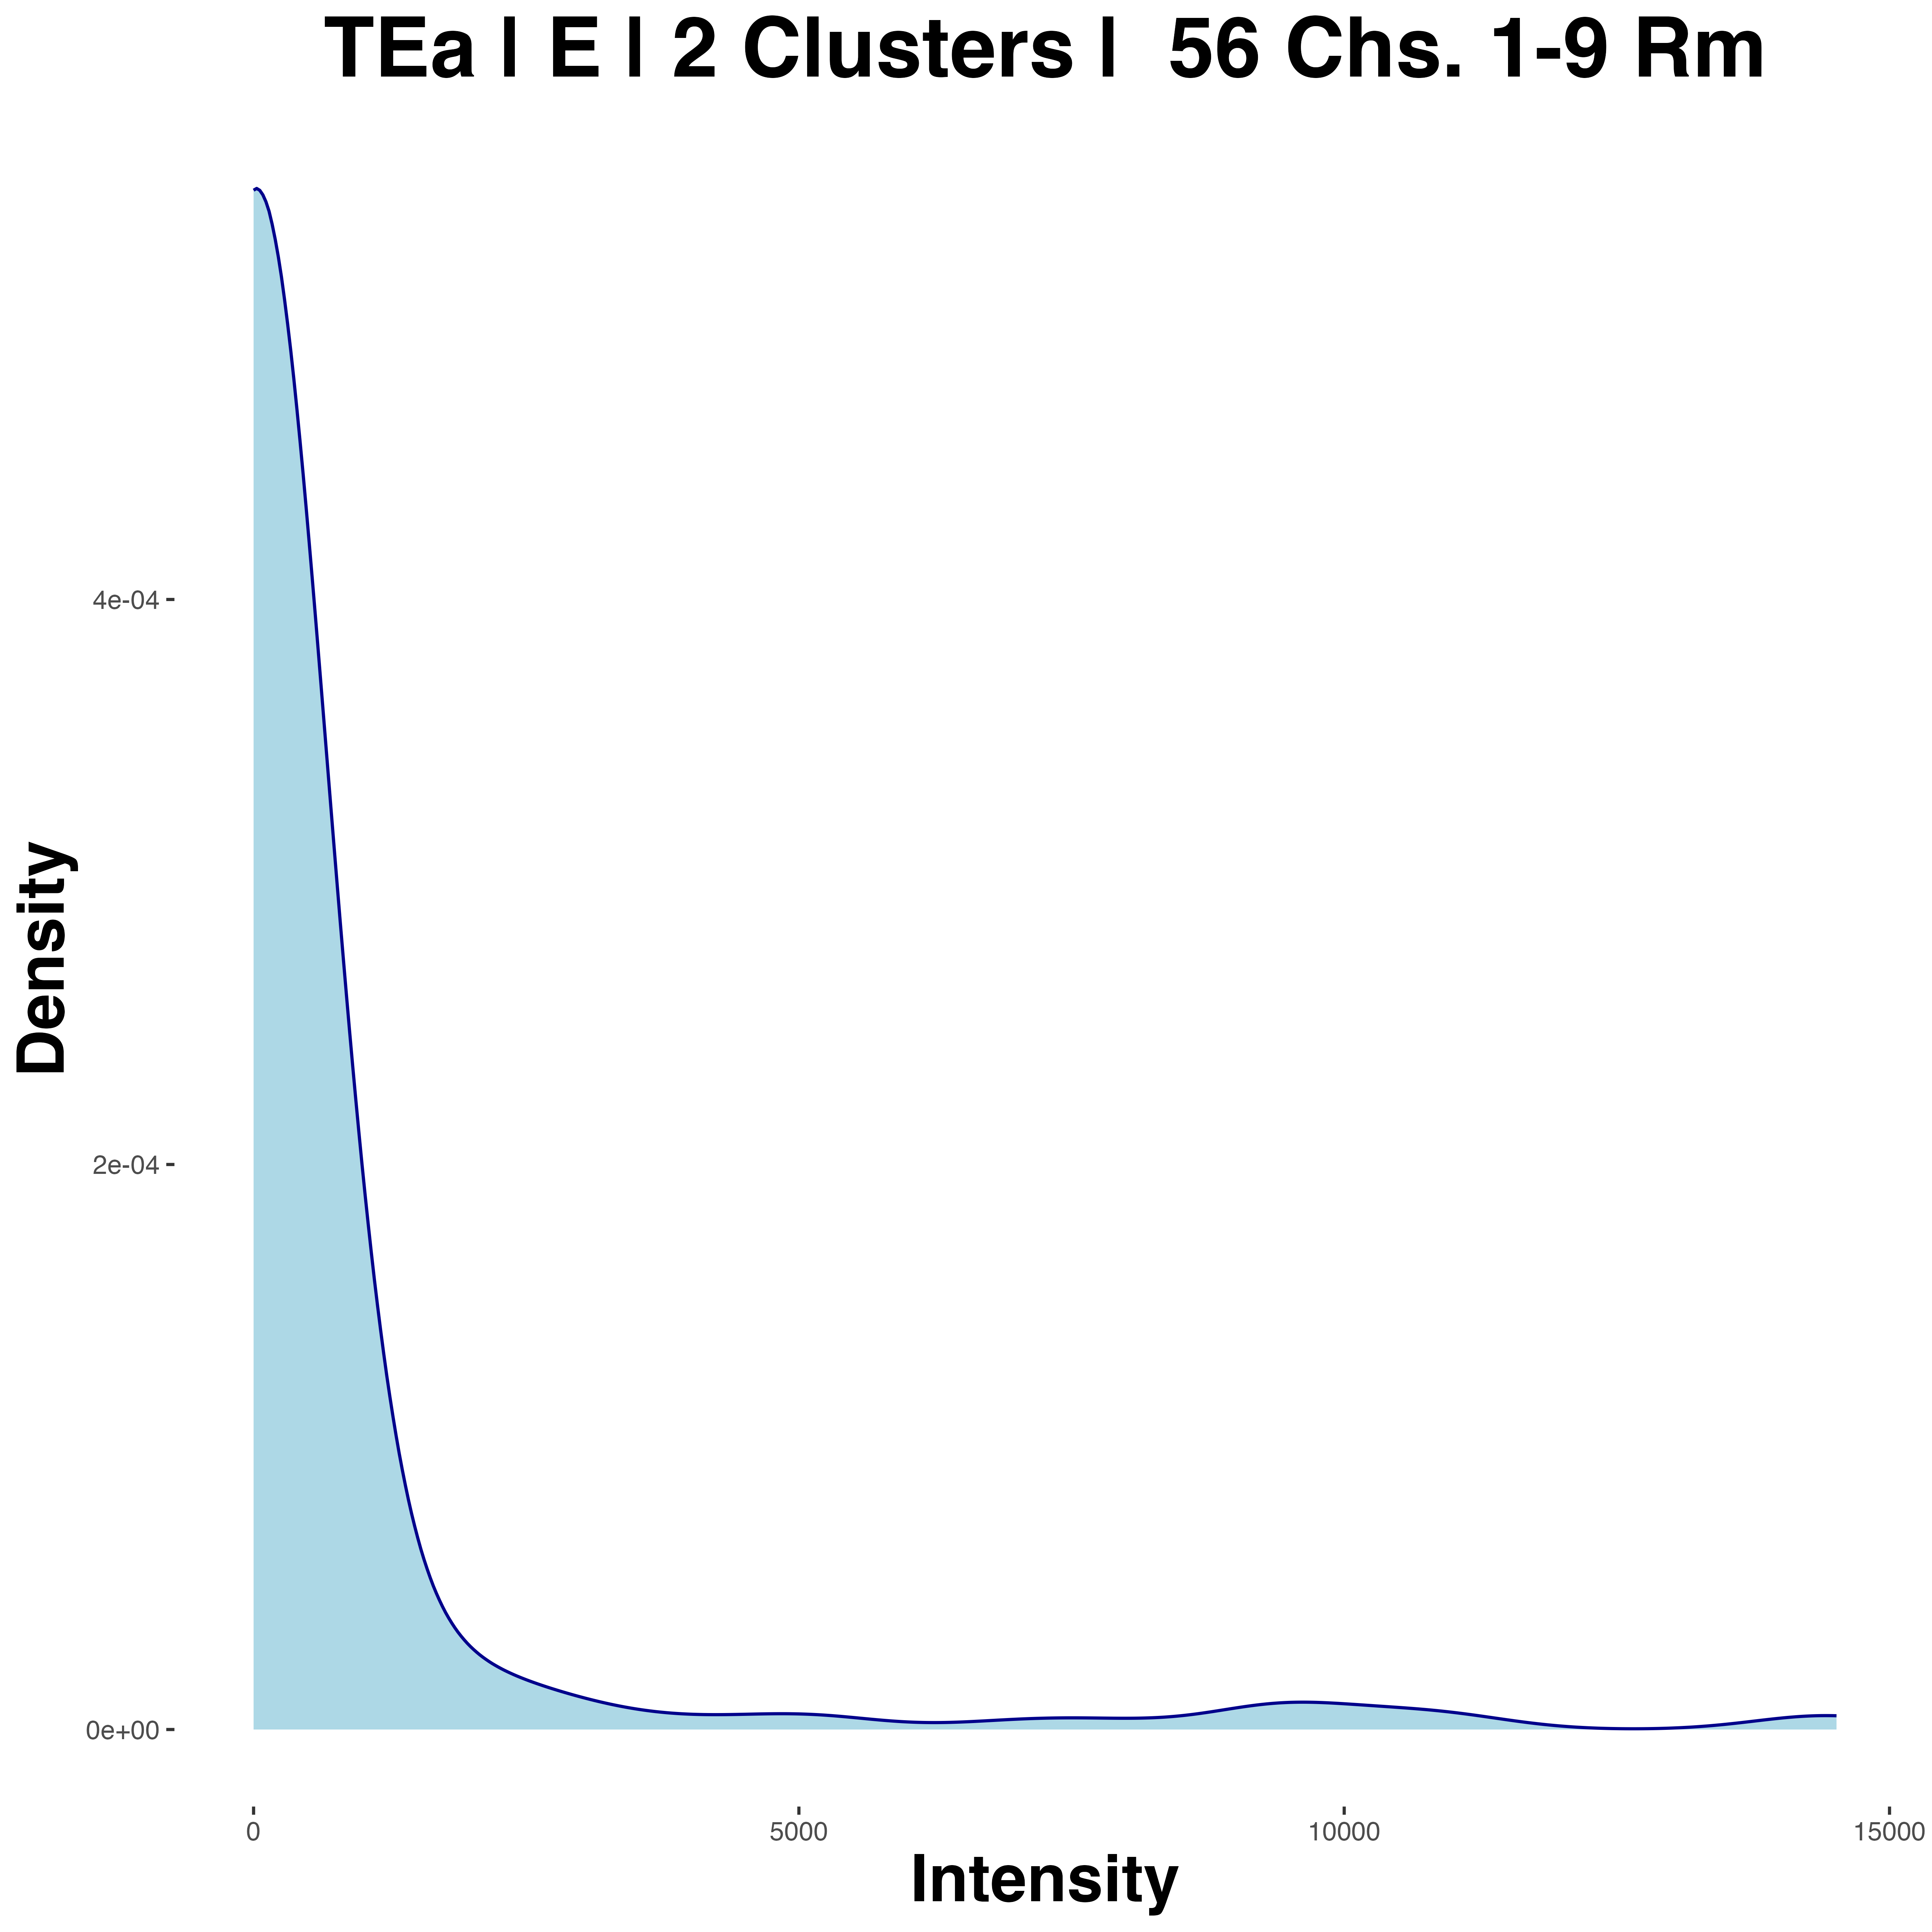 TEa | E | 2 Clusters |  56 Chs. 1-9 Rm
Density
4e-04
2e-04
0e+00
0
5000
10000
15000
Intensity